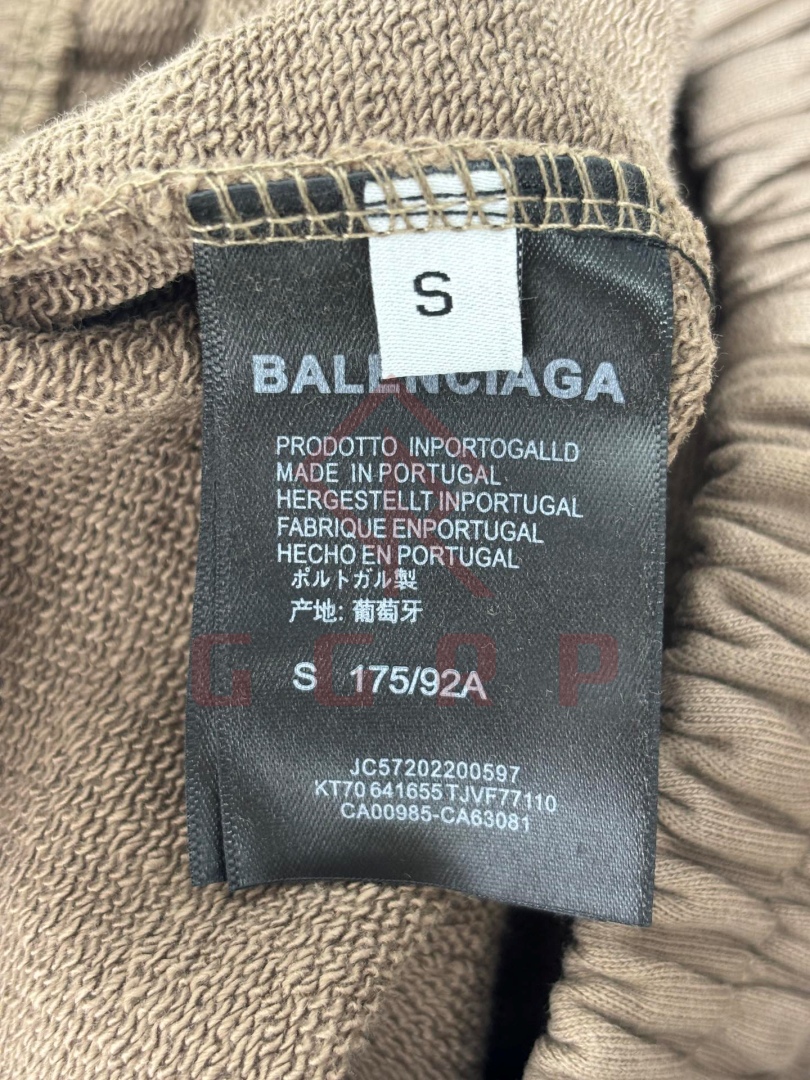 S
BALENCIAGA
PRODOTTO INPORTOGALLD
MADE IN PORTUGAL
HERGESTELLT INPORTUGAL
FABRIQUE ENPORTUGAL
HECHO EN PORTUGAL
ポルトガル製
产地: 葡萄牙
GCRP
S 175/92A
JC57202200597
KT70 641655 TJVF77110
CA00985-CA63081